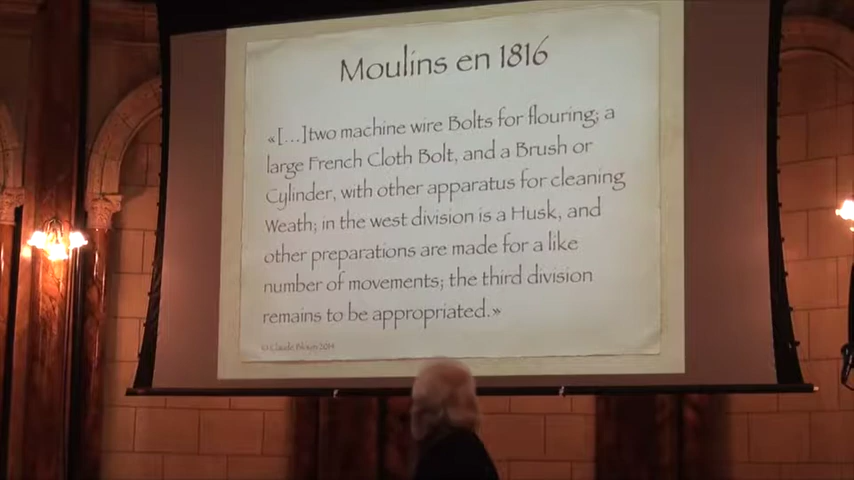 Moulins en 1816
«[...]two machine wire Bolts for flouring; a
large French Cloth Bolt, and a Brush or
Cylinder, with other apparatus for cleaning
Weath; in the west division is a Husk, and
other preparations are made for a like
number of movements; the third division
remains to be appropriated.»
2014